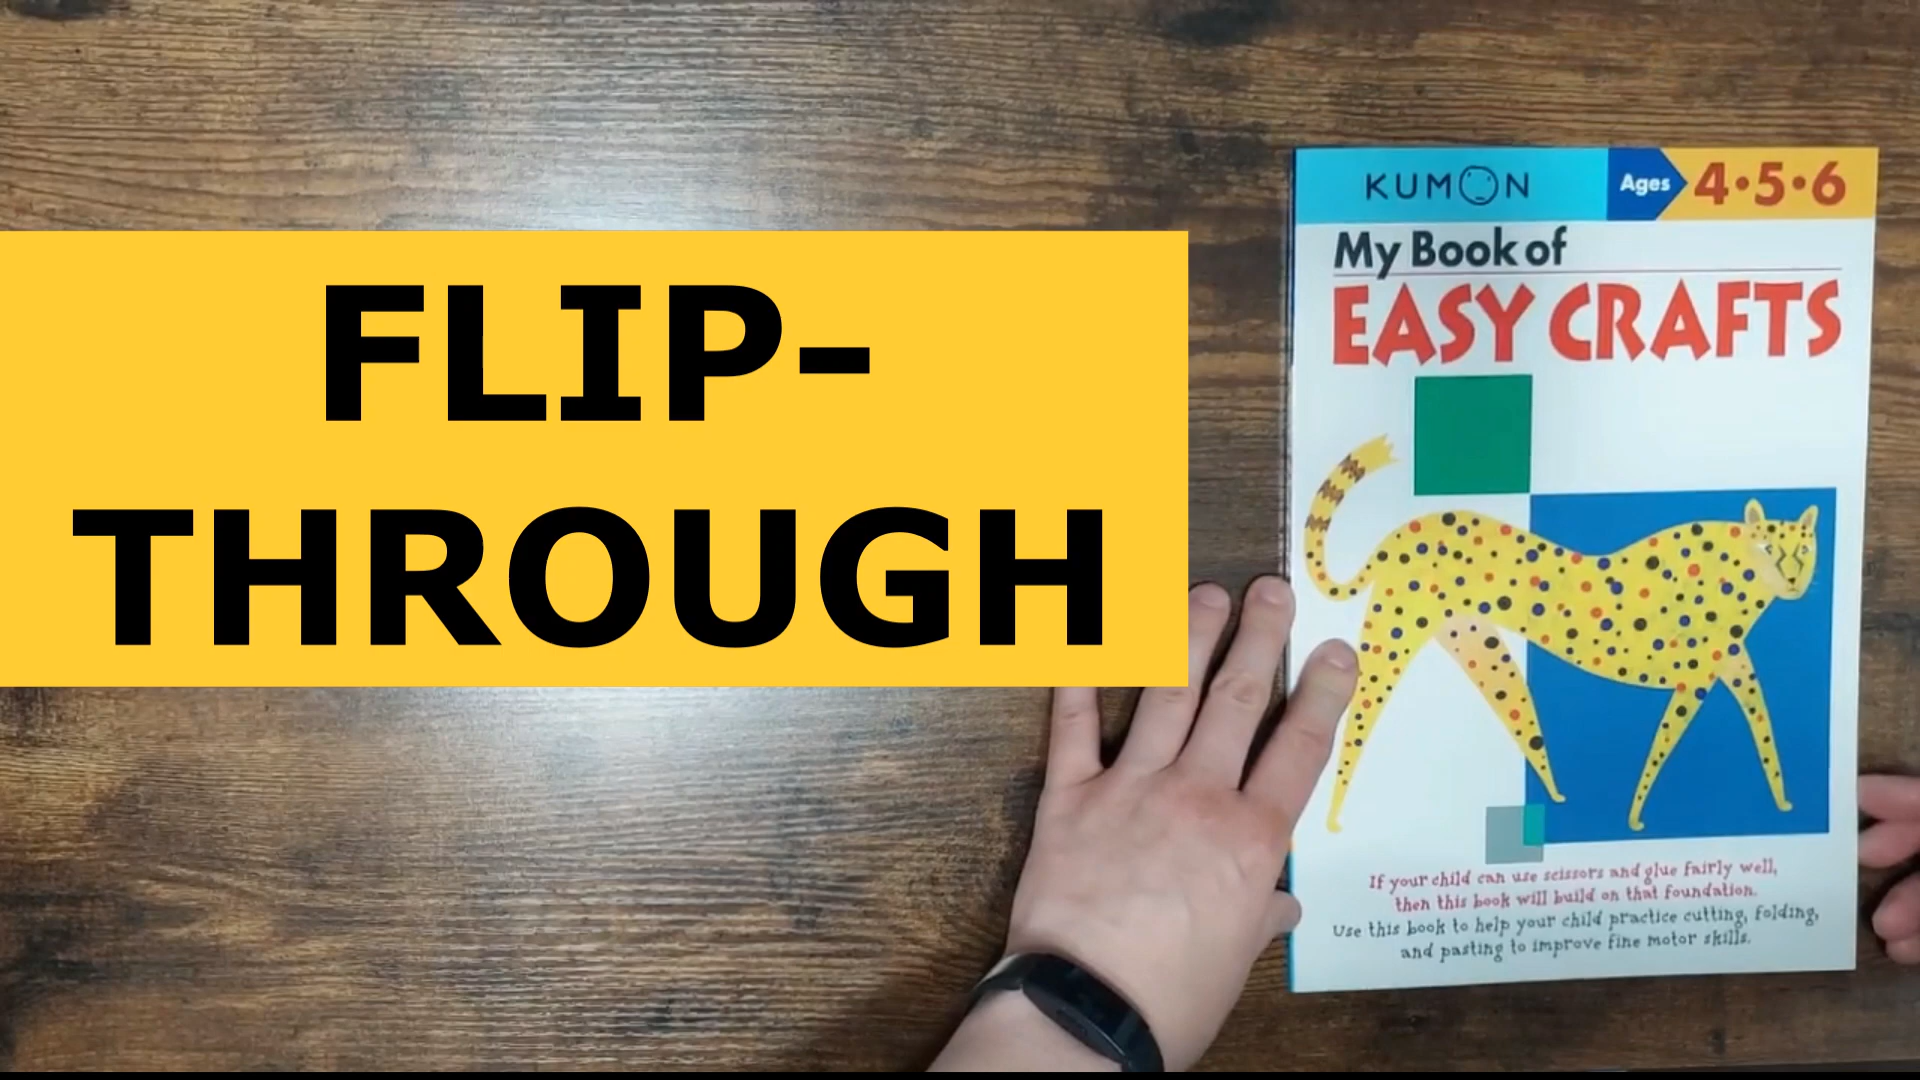 FLIP-
THROUGH
KUMON
Ages 4•5•6
My Book of
EASY CRAFTS
If your child can use scissors and glue fairly well,
then this book will build on that foundation.
Use this book to help your child practice cutting, folding,
and pasting to improve fine motor skills.